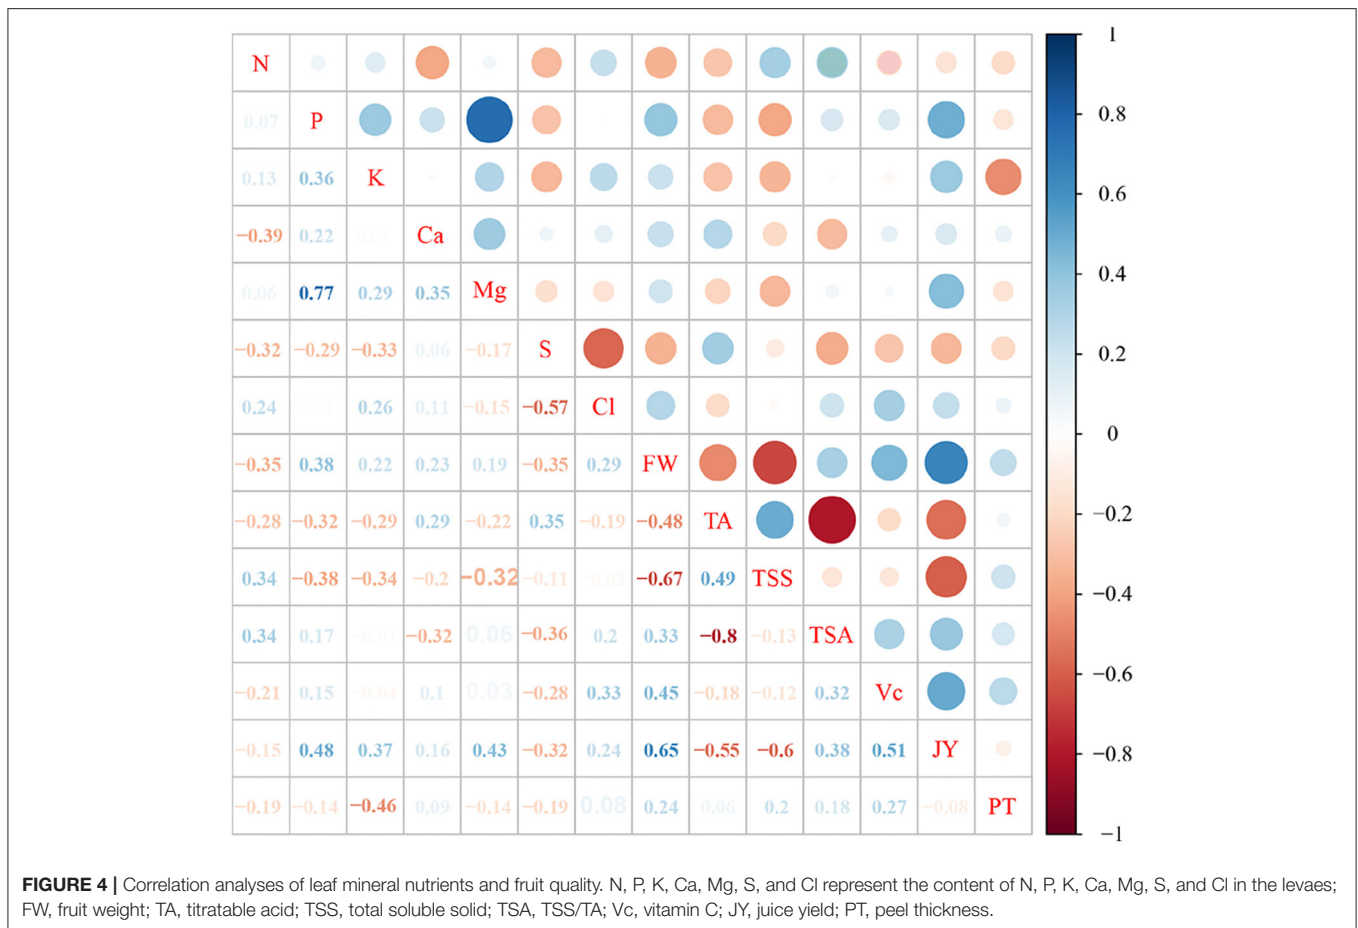 1
N
0.8
0.07 P
0.13 0.36 K
0.6
−0.39 0.22 Ca
0.4
0.06 0.77 0.29 0.35 Mg
0.2
−0.32 −0.29 −0.33 0.06 −0.17 S
0.24 0.26 0.11 −0.15 −0.57 Cl
0
−0.35 0.38 0.22 0.23 0.19 −0.35 0.29 FW
−0.2
−0.28 −0.32 −0.29 0.29 −0.22 0.35 −0.19 −0.48 TA
0.34 −0.38 −0.34 −0.2 −0.32 −0.11 −0.02 −0.67 0.49 TSS
−0.4
0.34 0.17 −0.32 0.06 −0.36 0.2 0.33 −0.8 −0.13 TSA
−0.6
−0.21 0.15 −0.04 0.1 0.03 −0.28 0.33 0.45 −0.18 −0.12 0.32 Vc
−0.15 0.48 0.37 0.16 0.43 −0.32 0.24 0.65 −0.55 −0.6 0.38 0.51 JY
−0.8
−0.19 −0.14 −0.46 0.09 −0.14 −0.19 0.08 0.24 0.06 0.2 0.18 0.27 −0.08 PT
−1
FIGURE 4 | Correlation analyses of leaf mineral nutrients and fruit quality. N, P, K, Ca, Mg, S, and Cl represent the content of N, P, K, Ca, Mg, S, and Cl in the levaes;
FW, fruit weight; TA, titratable acid; TSS, total soluble solid; TSA, TSS/TA; Vc, vitamin C; JY, juice yield; PT, peel thickness.